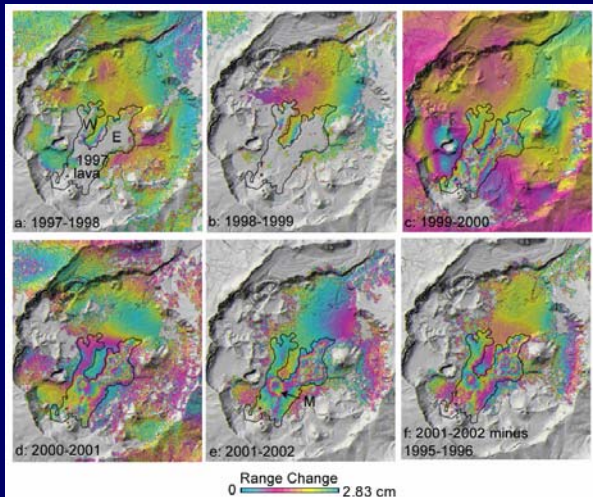 W
E
1997
lava
a: 1997-1998
b: 1998-1999
c: 1999-2000
d: 2000-2001
M
e: 2001-2002
f: 2001-2002 minus
1995-1996
Range Change
0 2.83 cm